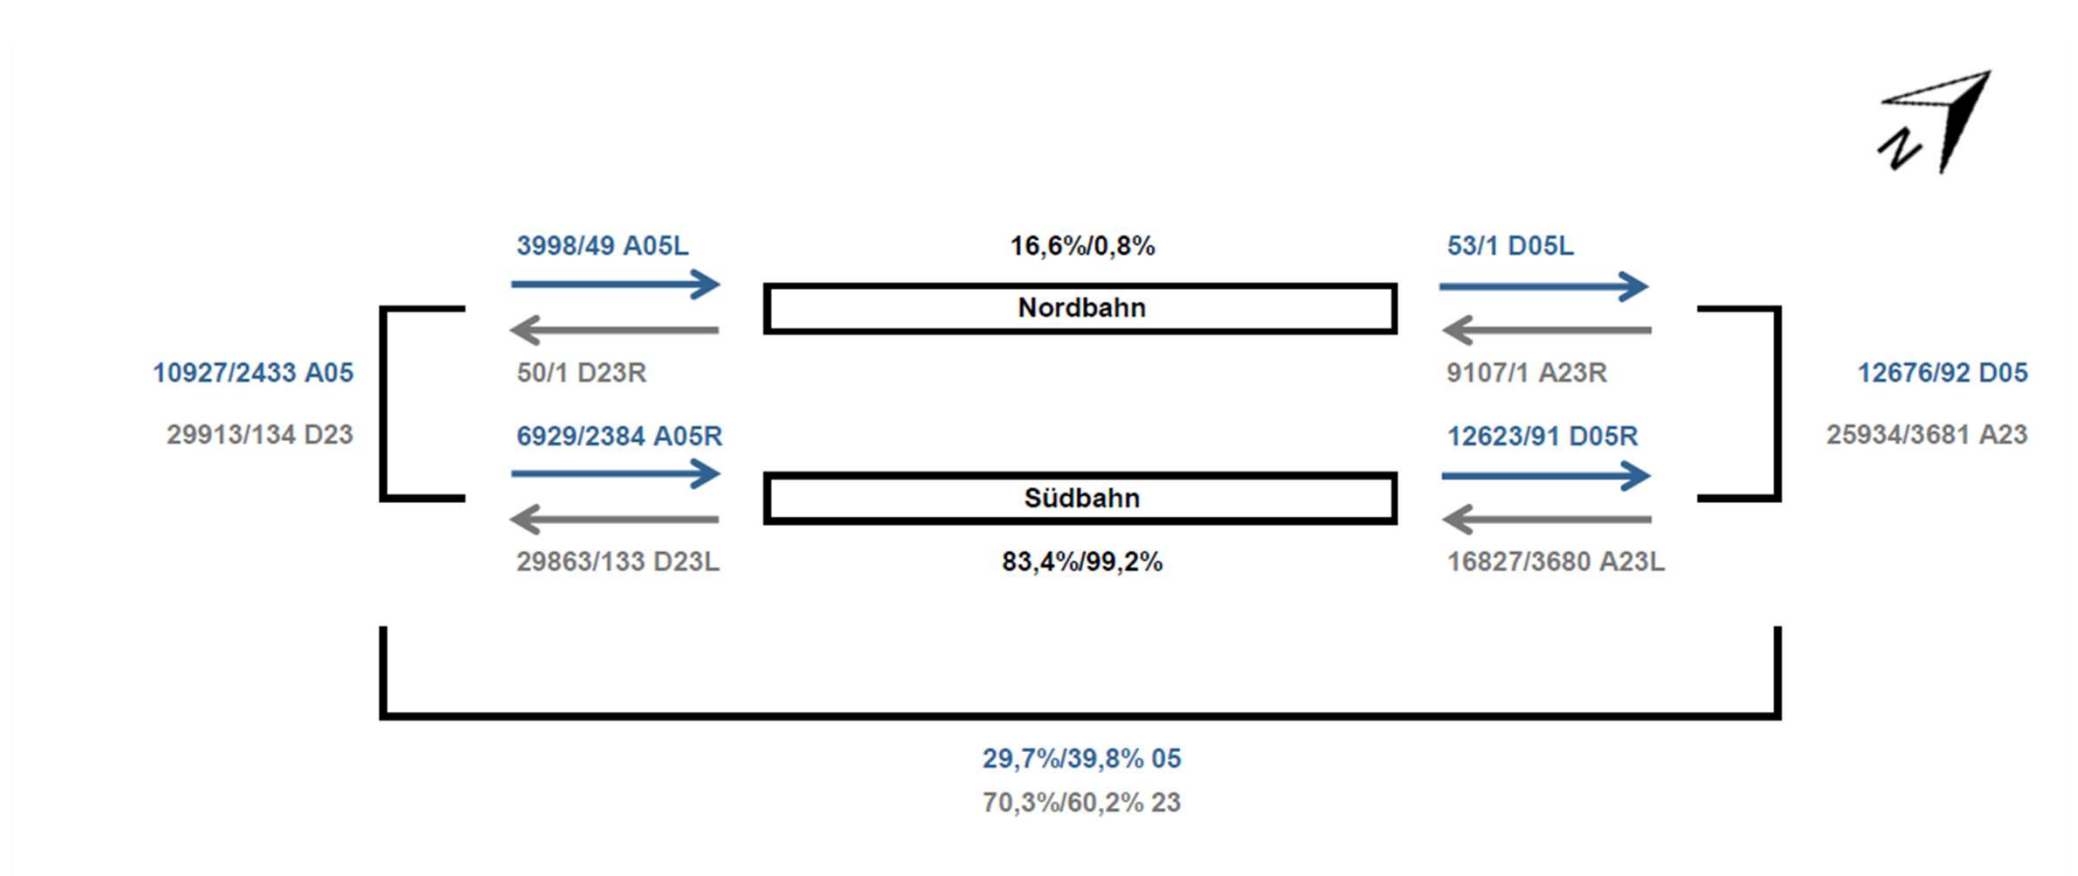 N
3998/49 A05L
16,6%/0,8%
53/1 D05L
Nordbahn
10927/2433 A05
50/1 D23R
9107/1 A23R
12676/92 D05
29913/134 D23
6929/2384 A05R
12623/91 D05R
25934/3681 A23
Südbahn
29863/133 D23L
83,4%/99,2%
16827/3680 A23L
29,7%/39,8% 05
70,3%/60,2% 23